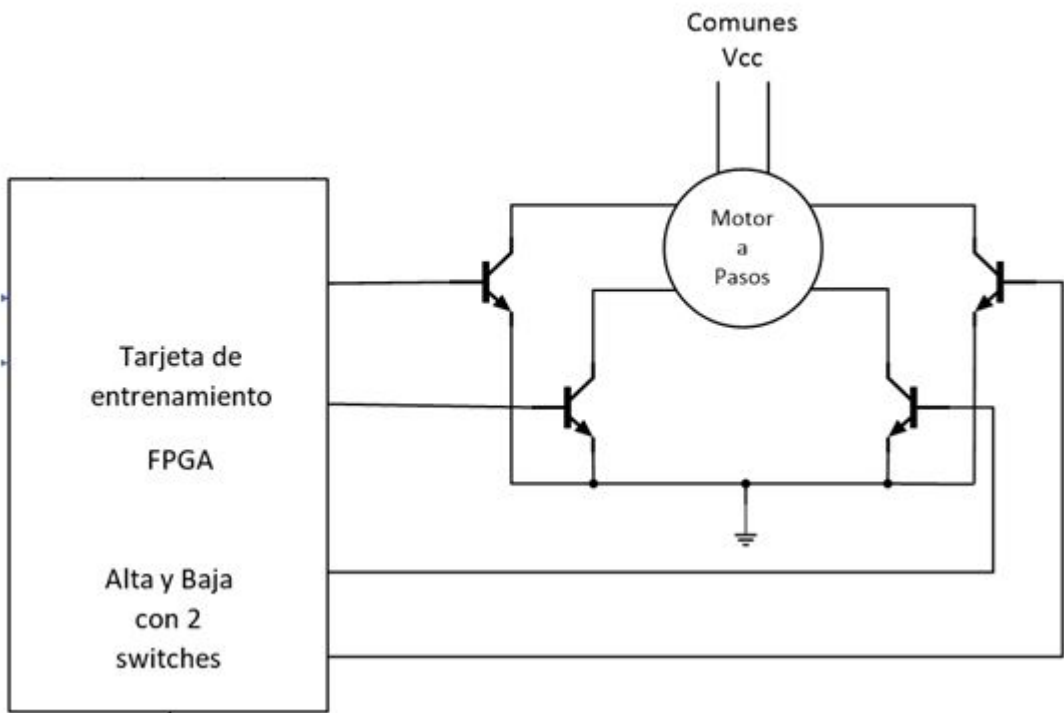 Comunes
Vcc
Motor
a
Pasos
Tarjeta de
entrenamiento
FPGA
Alta y Baja
con 2
switches